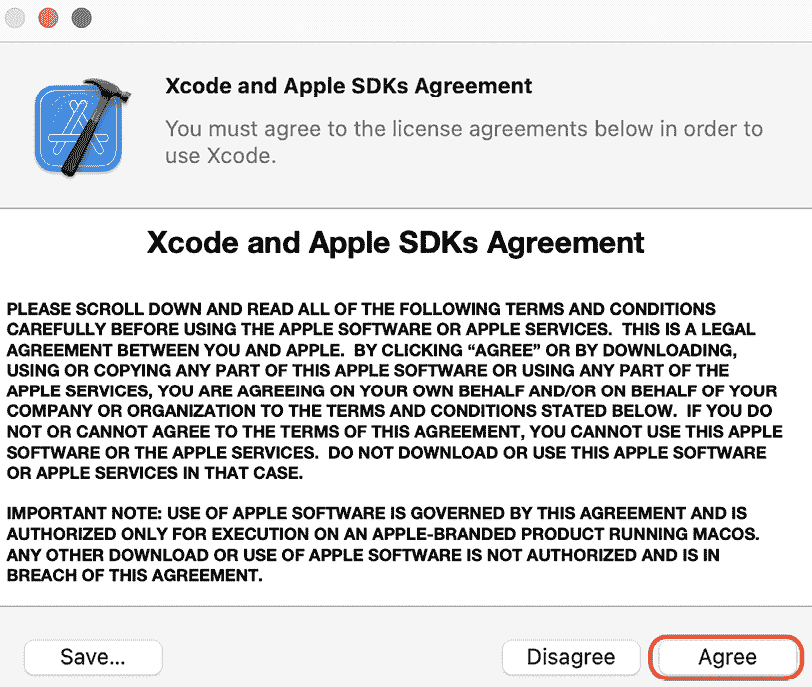 Xcode and Apple SDKs Agreement
You must agree to the license agreements below in order to
use Xcode.
Xcode and Apple SDKs Agreement
PLEASE SCROLL DOWN AND READ ALL OF THE FOLLOWING TERMS AND CONDITIONS
CAREFULLY BEFORE USING THE APPLE SOFTWARE OR APPLE SERVICES.  THIS IS A LEGAL
AGREEMENT BETWEEN YOU AND APPLE.  BY CLICKING “AGREE” OR BY DOWNLOADING,
USING OR COPYING ANY PART OF THIS APPLE SOFTWARE OR USING ANY PART OF THE
APPLE SERVICES, YOU ARE AGREEING ON YOUR OWN BEHALF AND/OR ON BEHALF OF YOUR
COMPANY OR ORGANIZATION TO THE TERMS AND CONDITIONS STATED BELOW.  IF YOU DO
NOT OR CANNOT AGREE TO THE TERMS OF THIS AGREEMENT, YOU CANNOT USE THIS APPLE
SOFTWARE OR THE APPLE SERVICES.  DO NOT DOWNLOAD OR USE THIS APPLE SOFTWARE
OR APPLE SERVICES IN THAT CASE.
IMPORTANT NOTE: USE OF APPLE SOFTWARE IS GOVERNED BY THIS AGREEMENT AND IS
AUTHORIZED ONLY FOR EXECUTION ON AN APPLE-BRANDED PRODUCT RUNNING MACOS.
ANY OTHER DOWNLOAD OR USE OF APPLE SOFTWARE IS NOT AUTHORIZED AND IS IN
BREACH OF THIS AGREEMENT.
Save... Disagree Agree